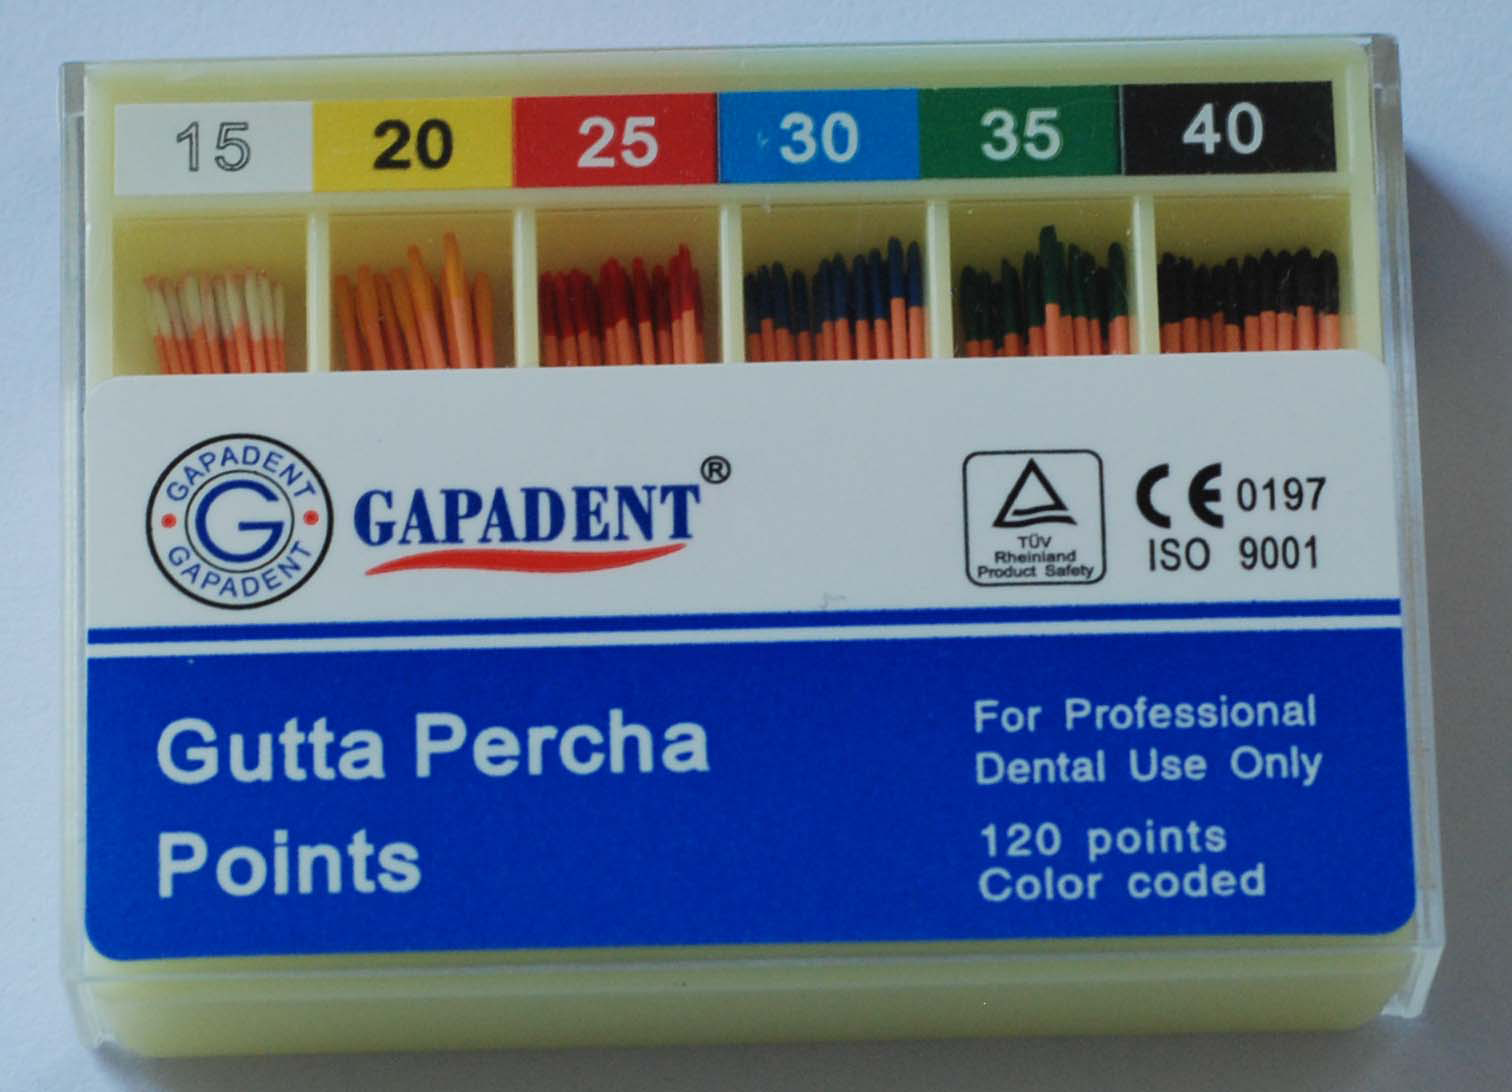 15 20 25 30 35 40
GAPADENT
G
GAPADENT
GAPADENT®
TÜV
Rheinland
Product Safety
CE 0197
ISO 9001
Gutta Percha
Points
For Professional
Dental Use Only
120 points
Color coded